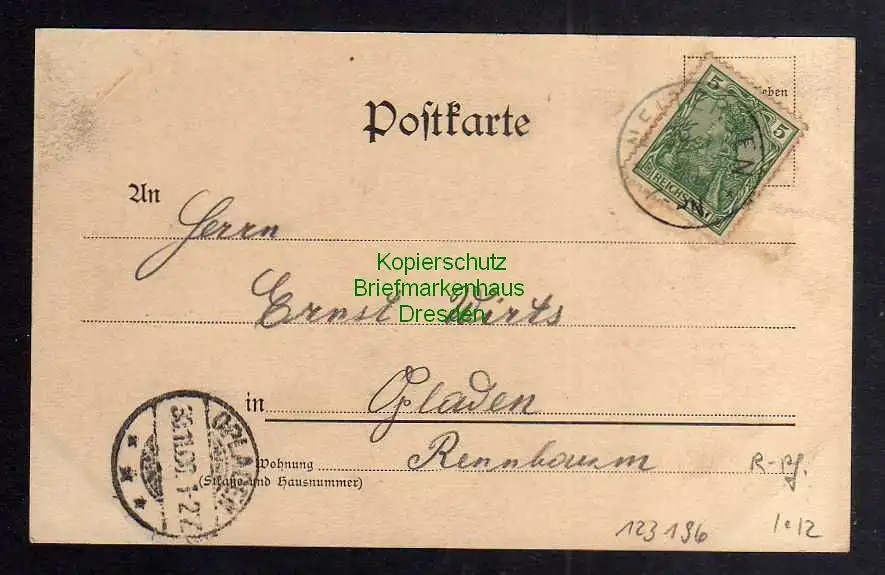 Postkarte
5 5
REICHSPOST
An
Herrn
Kopierschutz
Briefmarkenhaus
Dresden
Ernst Wirts
in Opladen
OPLADEN
Wohnung Rennbaum
(Straße und Hausnummer)
R-Pf.
123196